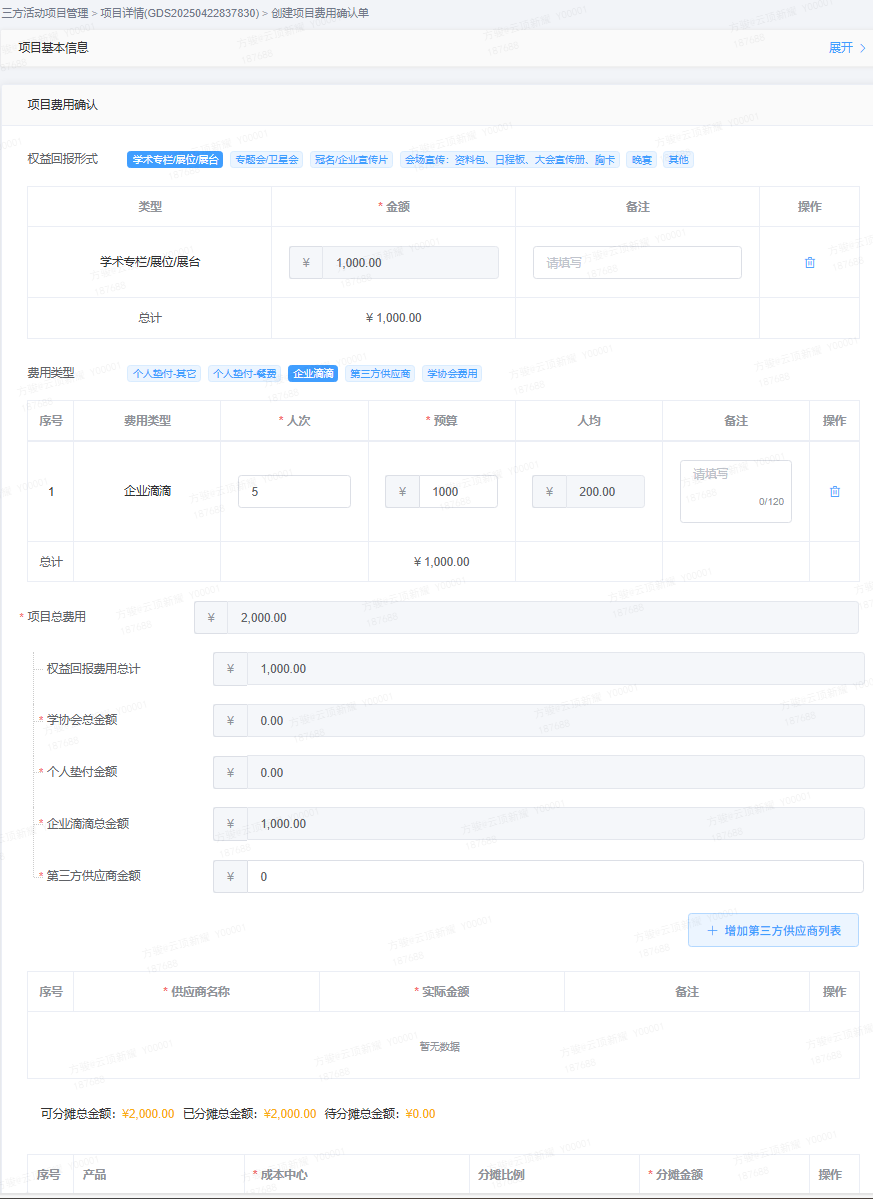 三方活动项目管理 > 项目详情(GDS20250422837830) > 创建项目费用确认单
项目基本信息 展开 >
项目费用确认
权益回报形式 学术专栏/展位/展台 专题会/卫星会 冠名/企业宣传片 会场宣传：资料包、日程板、大会宣传册、胸卡 晚宴 其他
类型 * 金额 备注 操作
学术专栏/展位/展台 ¥ 1,000.00 请填写
总计 ¥ 1,000.00
费用类型 个人垫付-其它 个人垫付-餐费 企业滴滴 第三方供应商 学协会费用
序号 费用类型 * 人次 * 预算 人均 备注 操作
1 企业滴滴 5 ¥ 1000 ¥ 200.00 请填写
0/120
总计 ¥ 1,000.00
* 项目总费用 ¥ 2,000.00
权益回报费用总计 ¥ 1,000.00
* 学协会总金额 ¥ 0.00
* 个人垫付金额 ¥ 0.00
* 企业滴滴总金额 ¥ 1,000.00
* 第三方供应商金额 ¥ 0
+ 增加第三方供应商列表
序号 * 供应商名称 * 实际金额 备注 操作
暂无数据
可分摊总金额：¥2,000.00 已分摊总金额：¥2,000.00 待分摊总金额：¥0.00
序号 产品 * 成本中心 分摊比例 * 分摊金额 操作